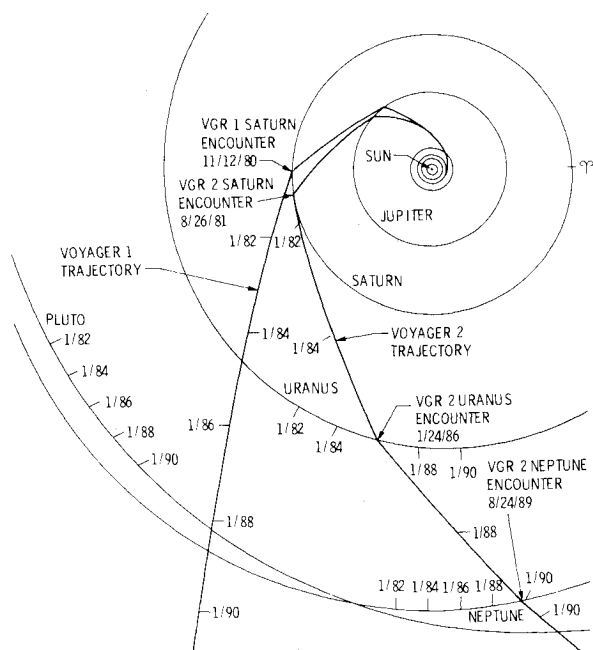 VGR 1 SATURN
ENCOUNTER
11/12/80
VGR 2 SATURN
ENCOUNTER
8/26/81
SUN
♈
JUPITER
SATURN
1/82
1/82
VOYAGER 1
TRAJECTORY
PLUTO
1/82
1/84
1/86
1/88
1/90
1/84
1/84
VOYAGER 2
TRAJECTORY
URANUS
1/82
1/84
VGR 2 URANUS
ENCOUNTER
1/24/86
1/88
1/90
1/86
1/88
1/90
VGR 2 NEPTUNE
ENCOUNTER
8/24/89
1/88
1/82
1/84
1/86
1/88
1/90
NEPTUNE
1/90